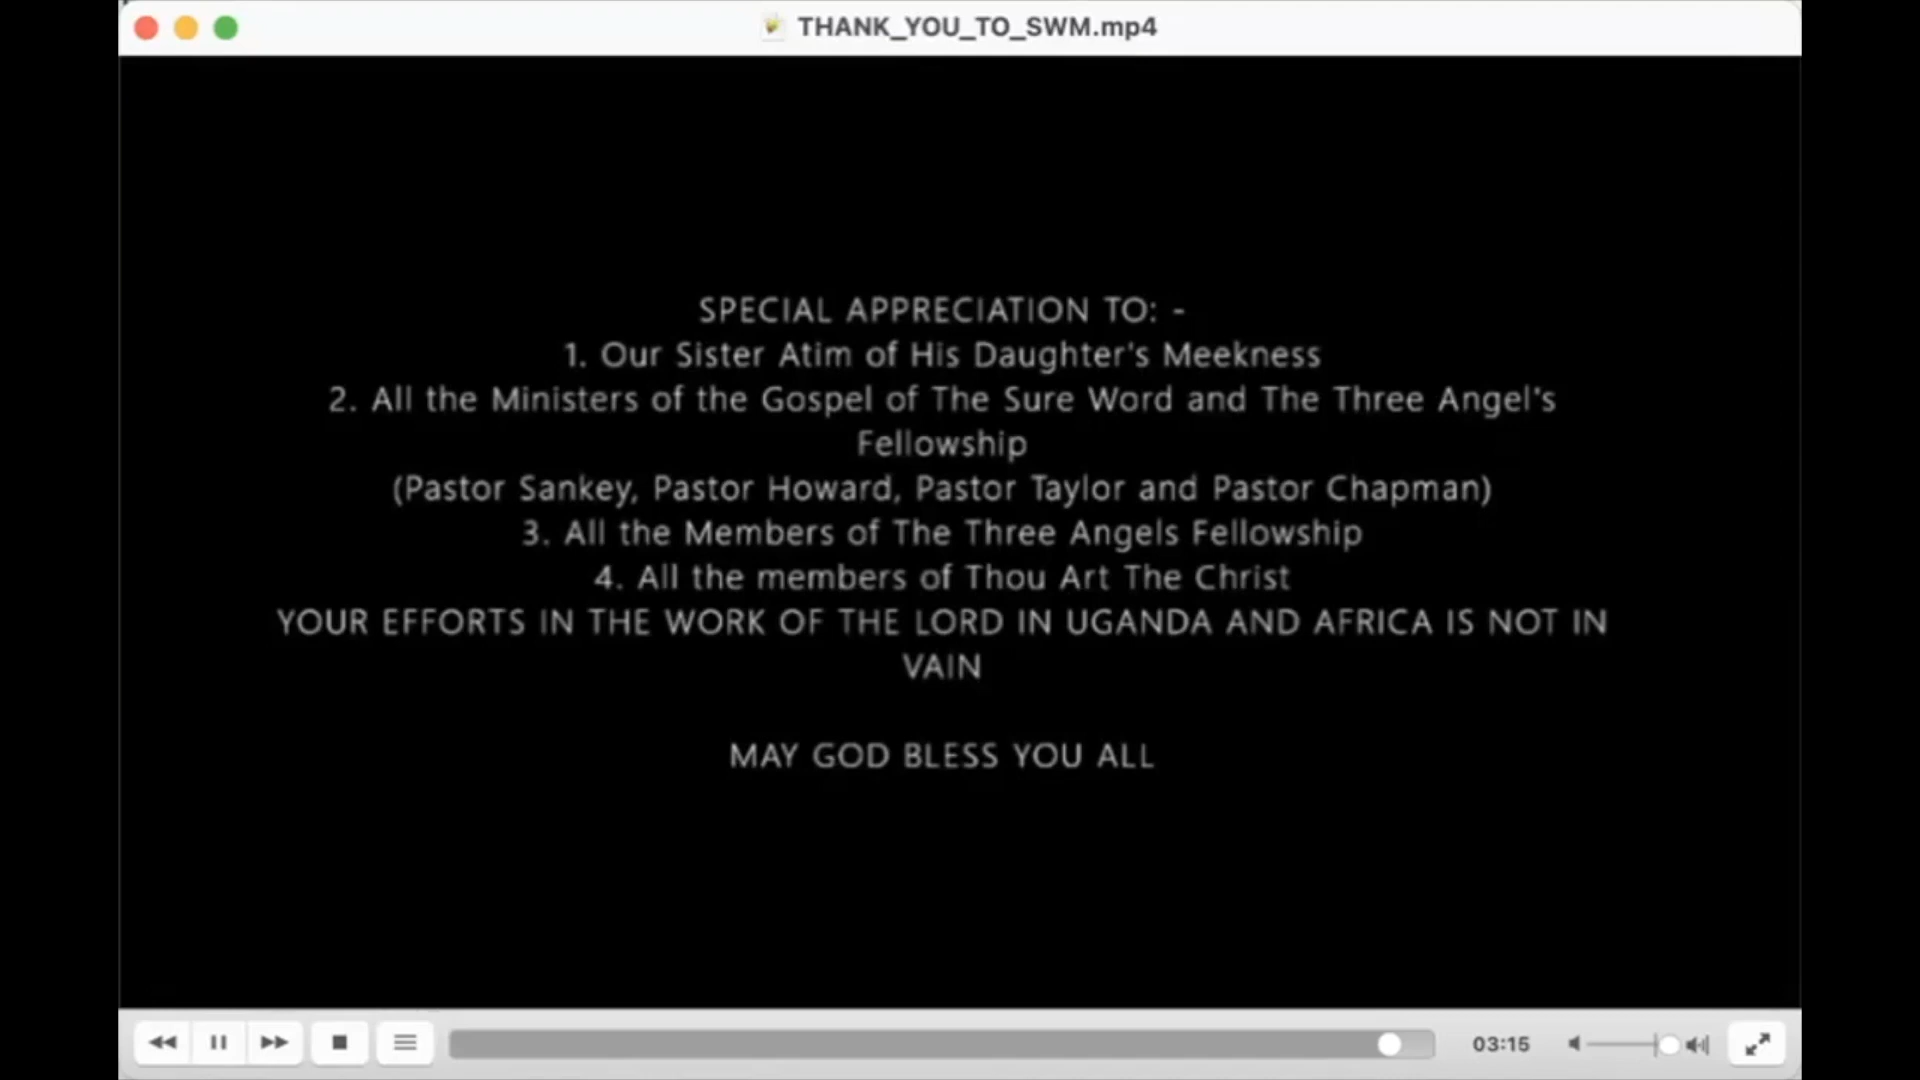 THANK_YOU_TO_SWM.mp4
SPECIAL APPRECIATION TO: -
1. Our Sister Atim of His Daughter's Meekness
2. All the Ministers of the Gospel of The Sure Word and The Three Angel's
Fellowship
(Pastor Sankey, Pastor Howard, Pastor Taylor and Pastor Chapman)
3. All the Members of The Three Angels Fellowship
4. All the members of Thou Art The Christ
YOUR EFFORTS IN THE WORK OF THE LORD IN UGANDA AND AFRICA IS NOT IN
VAIN
MAY GOD BLESS YOU ALL
03:15